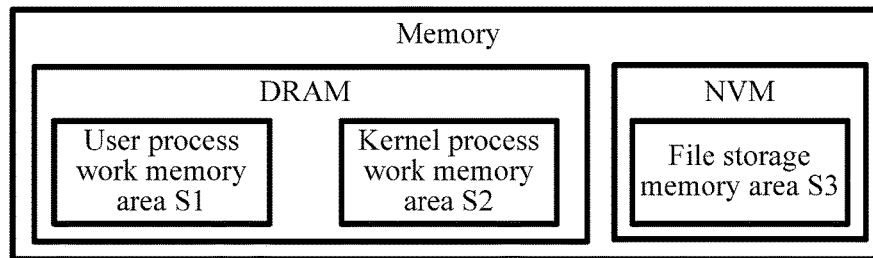 Memory
DRAM
User process
work memory
area S1
Kernel process
work memory
area S2
NVM
File storage
memory area S3